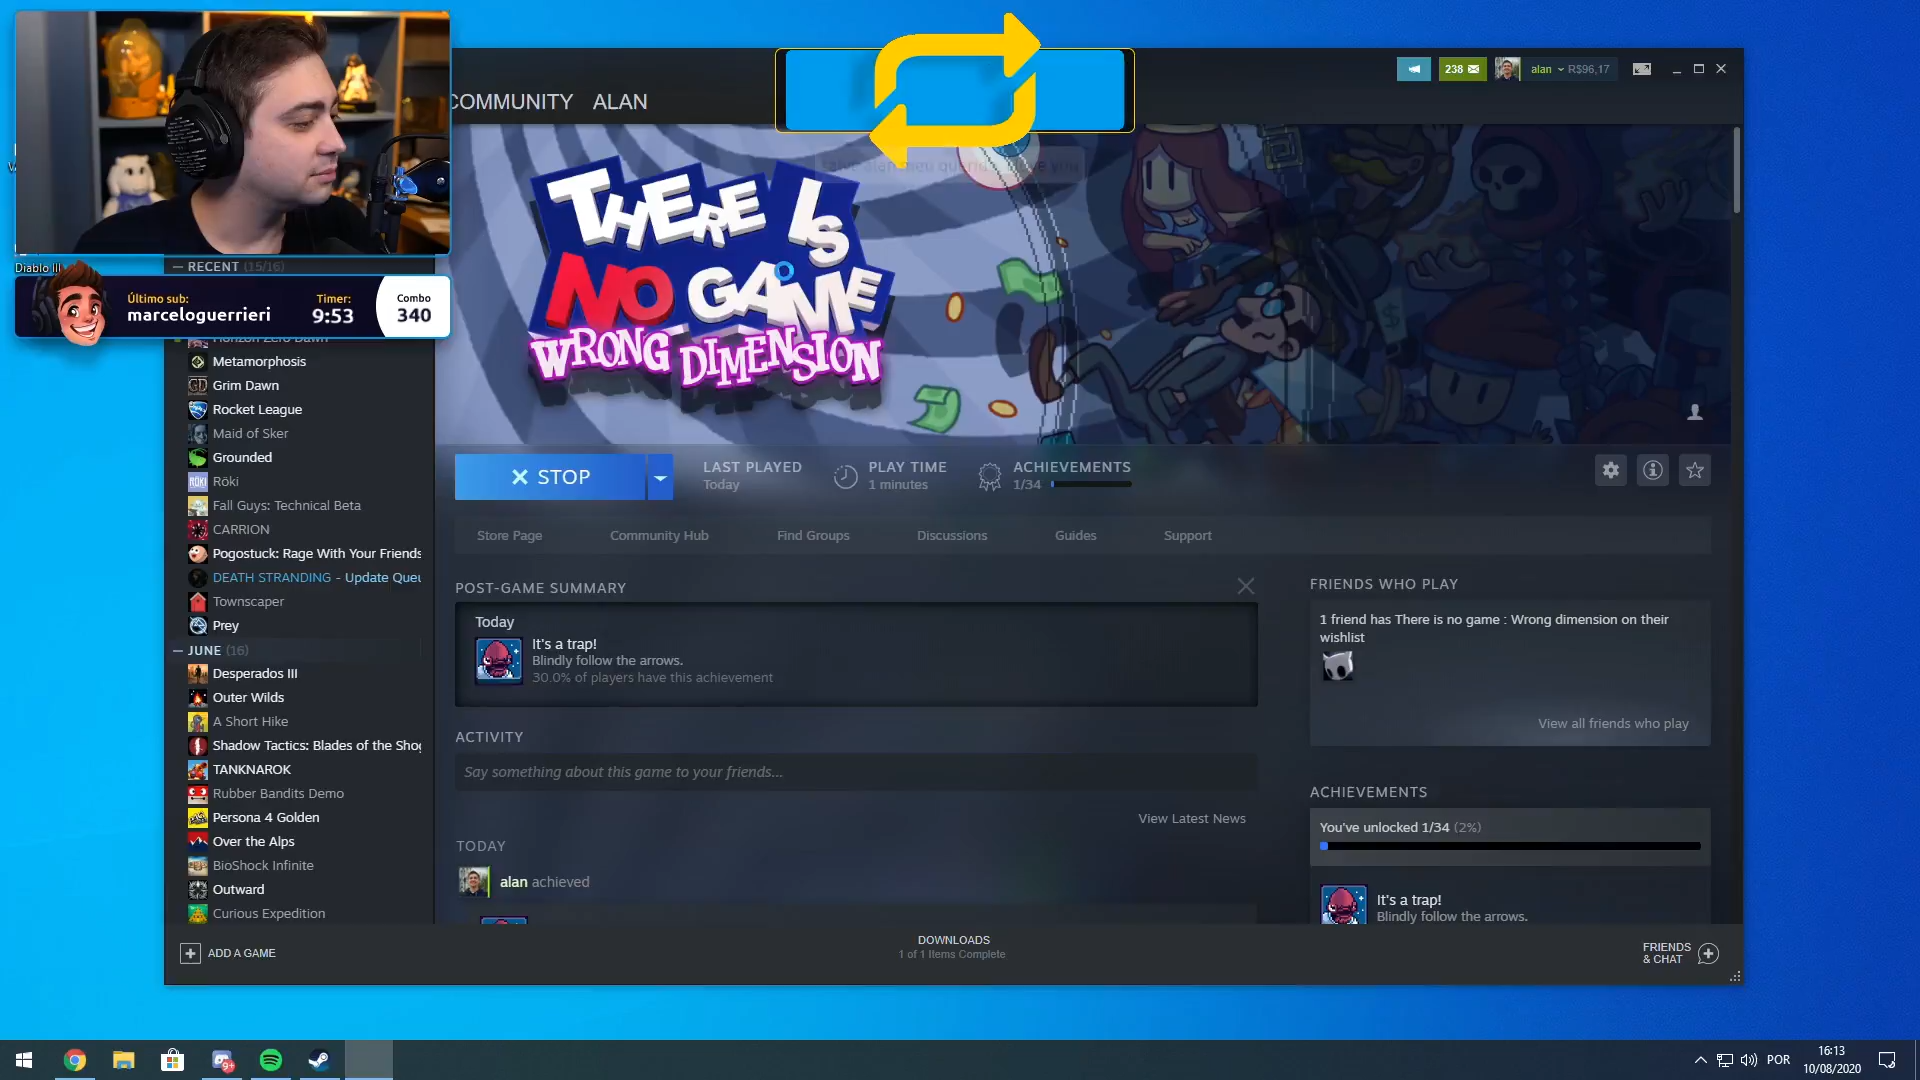 COMMUNITY ALAN
238
alan R$96,17
THERE IS
NO GAME
WRONG DIMENSION
Diablo III
RECENT (15/16)
Último sub:
marceloguerrieri
Timer:
9:53
Combo
340
Horizon Zero Dawn
Metamorphosis
Grim Dawn
Rocket League
Maid of Sker
Grounded
Röki
Fall Guys: Technical Beta
CARRION
Pogostuck: Rage With Your Friends
DEATH STRANDING - Update Queu
Townscaper
Prey
JUNE (16)
Desperados III
Outer Wilds
A Short Hike
Shadow Tactics: Blades of the Shog
TANKNAROK
Rubber Bandits Demo
Persona 4 Golden
Over the Alps
BioShock Infinite
Outward
Curious Expedition
STOP
LAST PLAYED
Today
PLAY TIME
1 minutes
ACHIEVEMENTS
1/34
Store Page
Community Hub
Find Groups
Discussions
Guides
Support
POST-GAME SUMMARY
Today
It's a trap!
Blindly follow the arrows.
30.0% of players have this achievement
ACTIVITY
Say something about this game to your friends...
View Latest News
TODAY
alan achieved
FRIENDS WHO PLAY
1 friend has There is no game : Wrong dimension on their
wishlist
View all friends who play
ACHIEVEMENTS
You've unlocked 1/34 (2%)
It's a trap!
Blindly follow the arrows.
ADD A GAME
DOWNLOADS
1 of 1 Items Complete
FRIENDS
& CHAT
9+
POR
16:13
10/08/2020